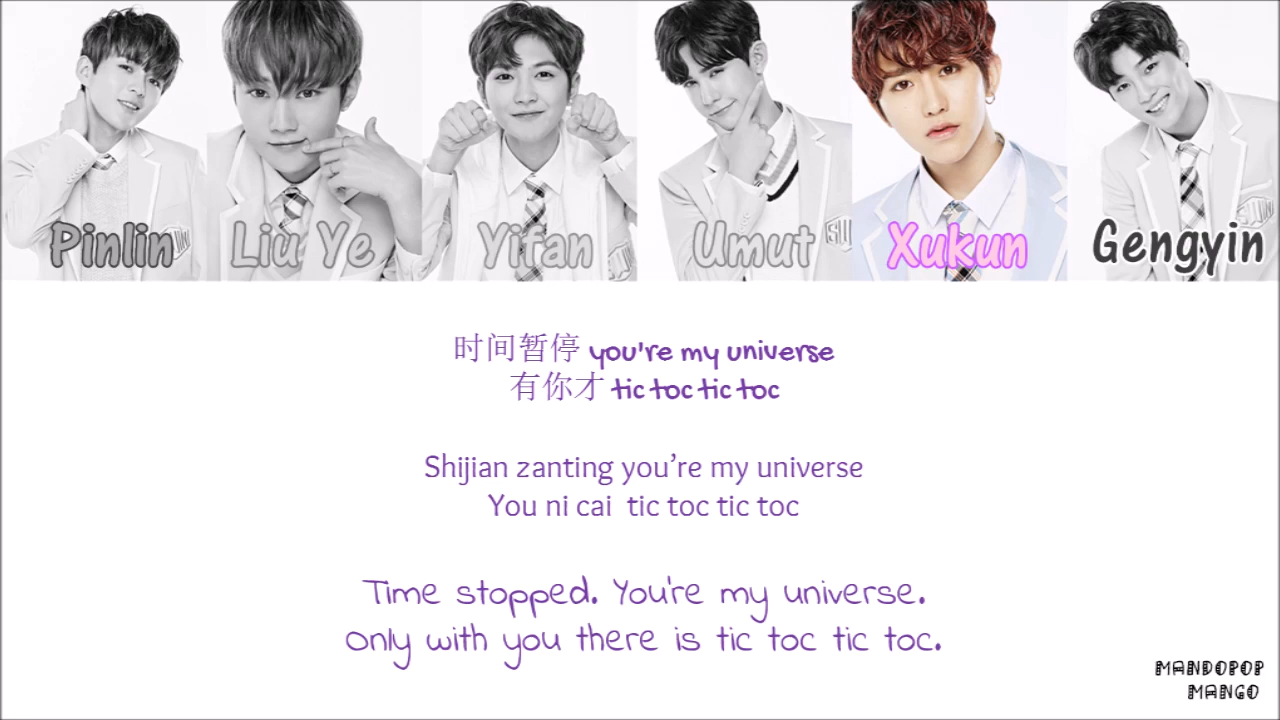 Pinlin Liu Ye Yifan Umut Xukun Gengyin
时间暂停 you're my universe
有你才 tic toc tic toc
Shijian zanting you’re my universe
You ni cai tic toc tic toc
Time stopped. You're my universe.
Only with you there is tic toc tic toc.
MANDOPOP
MANGO